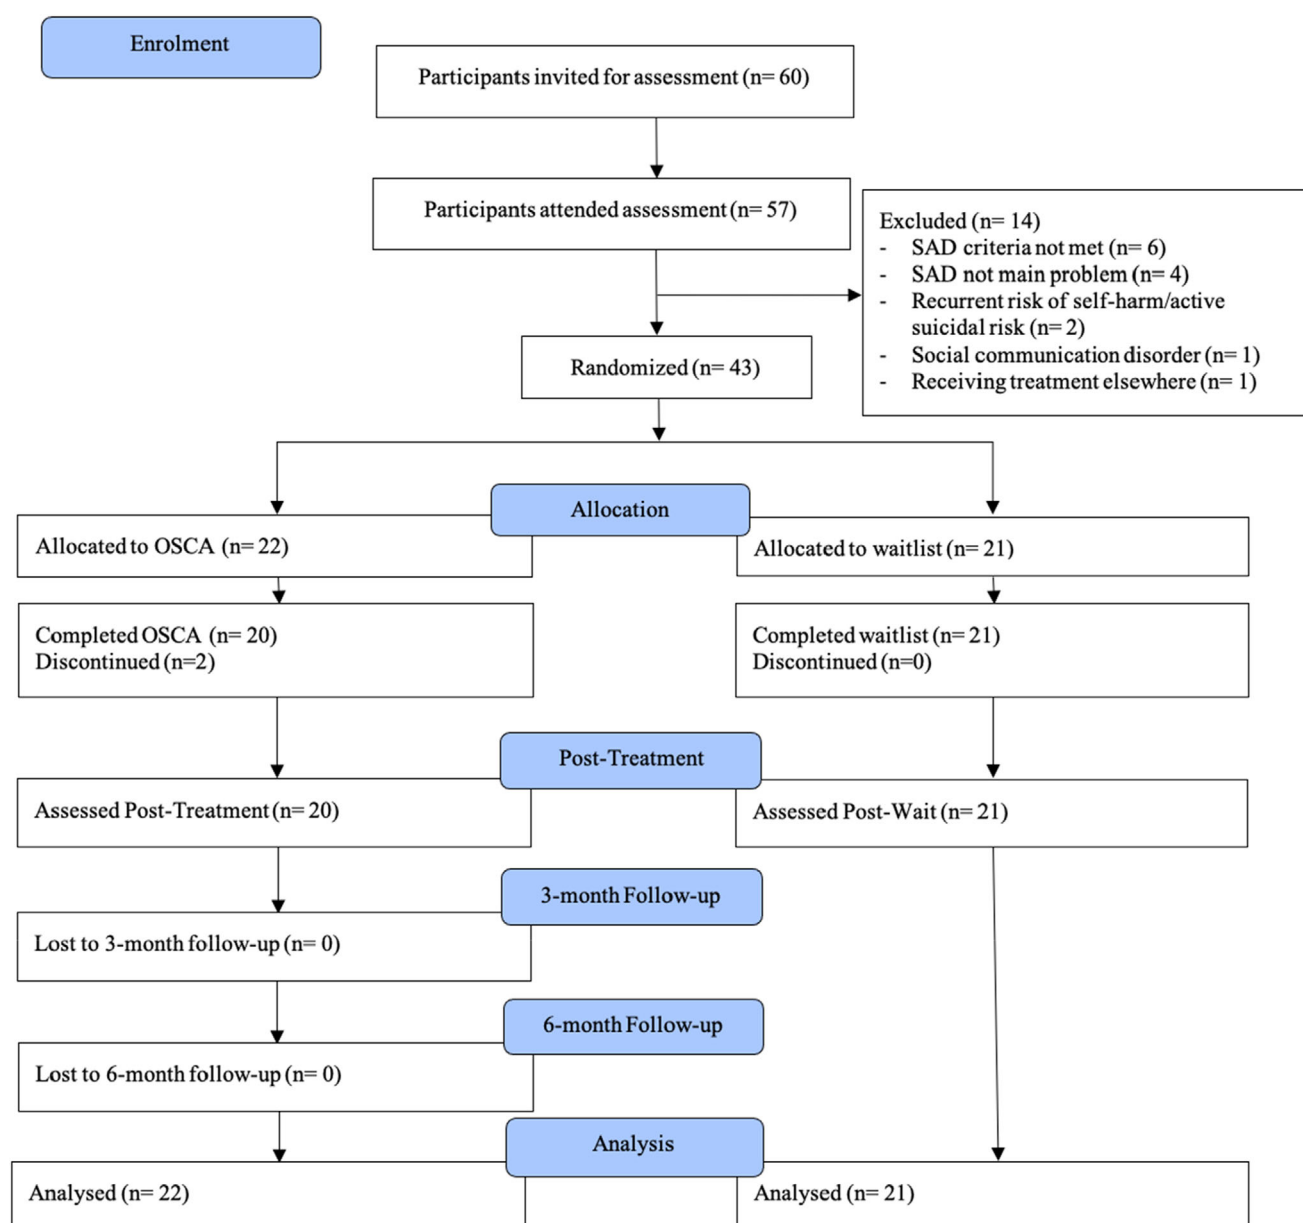 Enrolment
Participants invited for assessment (n= 60)
Participants attended assessment (n= 57)
Excluded (n= 14)
- SAD criteria not met (n= 6)
- SAD not main problem (n= 4)
- Recurrent risk of self-harm/active
suicidal risk (n= 2)
- Social communication disorder (n= 1)
- Receiving treatment elsewhere (n= 1)
Randomized (n= 43)
Allocation
Allocated to OSCA (n= 22)
Allocated to waitlist (n= 21)
Completed OSCA (n= 20)
Discontinued (n=2)
Completed waitlist (n= 21)
Discontinued (n=0)
Post-Treatment
Assessed Post-Treatment (n= 20)
Assessed Post-Wait (n= 21)
3-month Follow-up
Lost to 3-month follow-up (n= 0)
6-month Follow-up
Lost to 6-month follow-up (n= 0)
Analysis
Analysed (n= 22)
Analysed (n= 21)